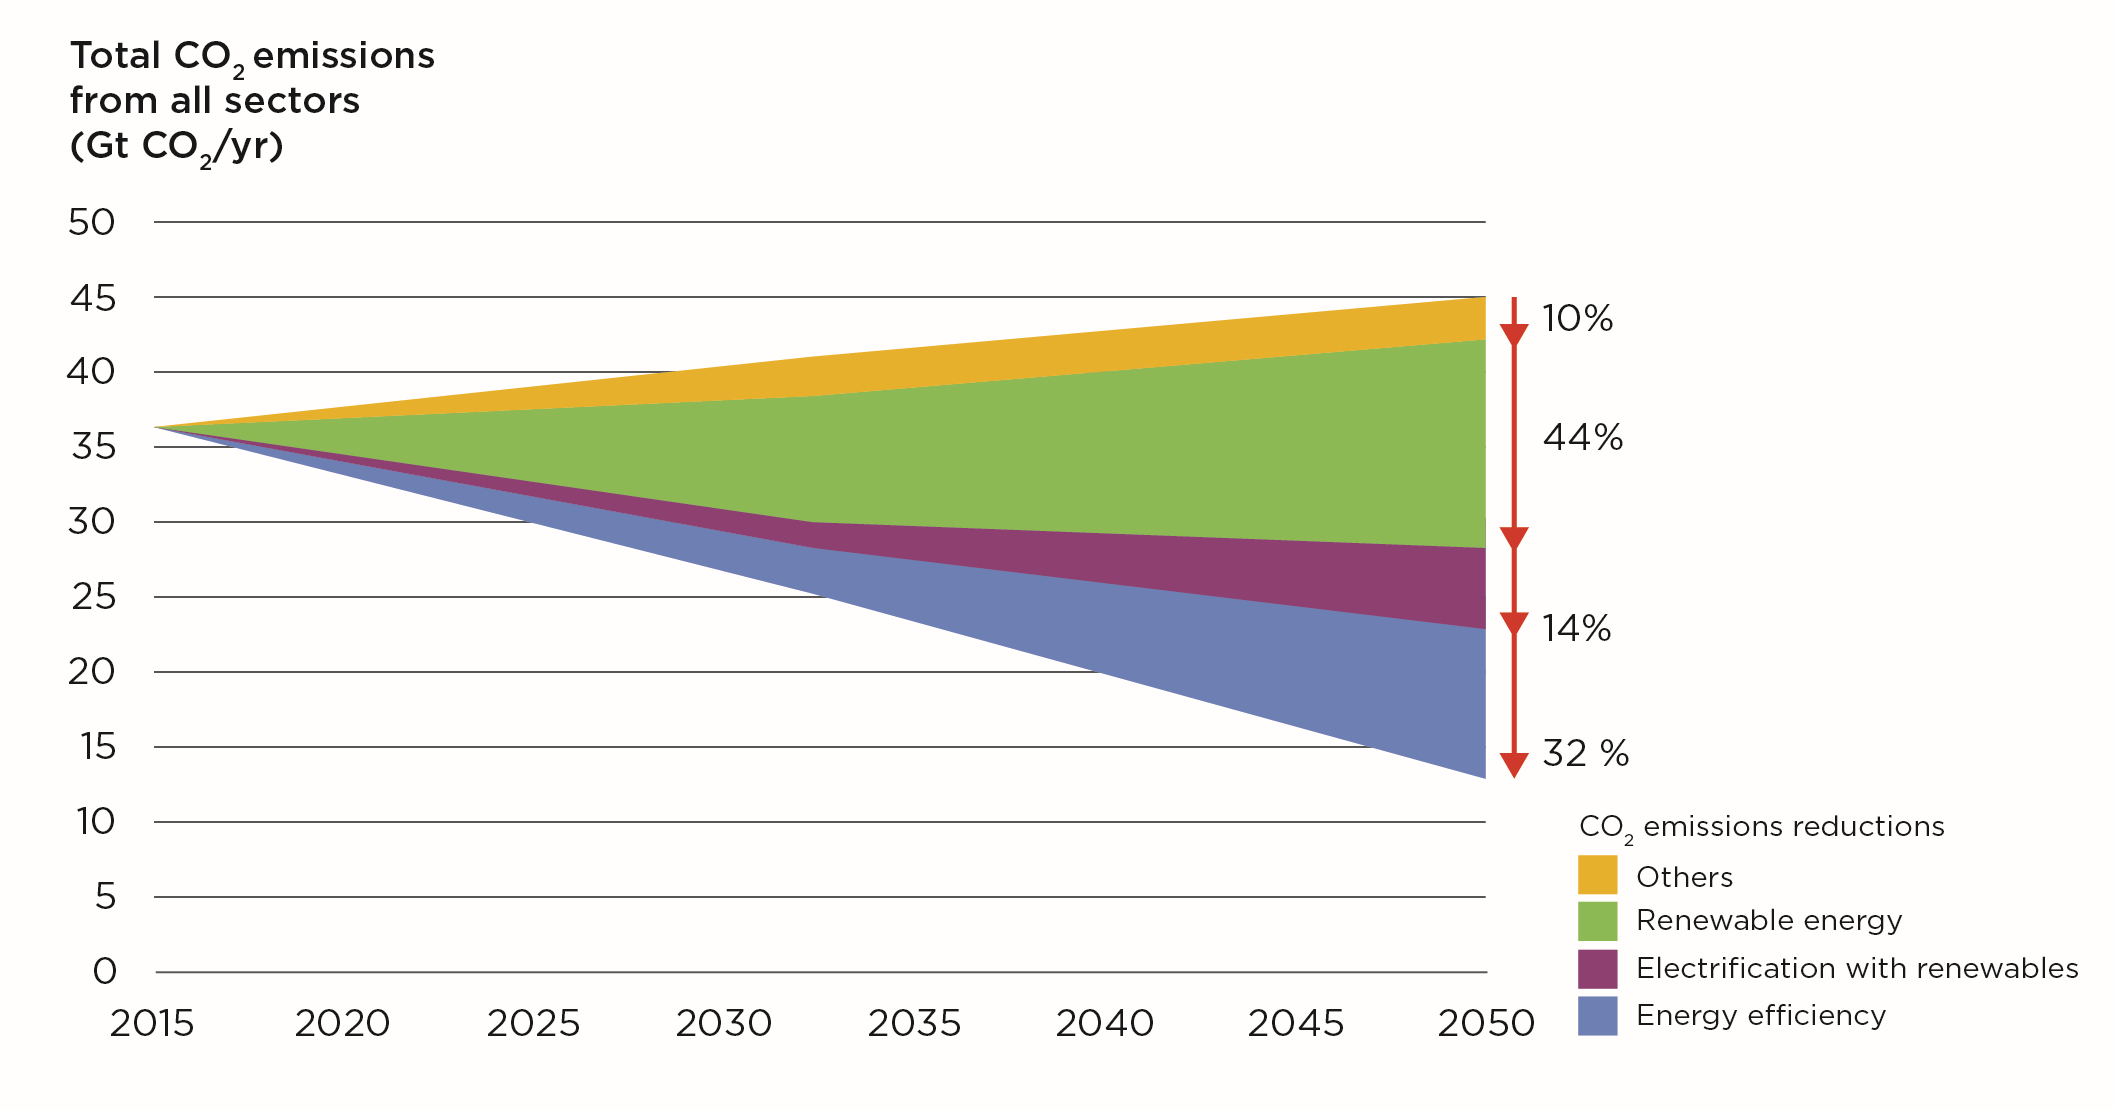 Total CO2 emissions
from all sectors
(Gt CO2/yr)
50
45
40
35
30
25
20
15
10
5
0
2015 2020 2025 2030 2035 2040 2045 2050
10%
44%
14%
32 %
CO2 emissions reductions
Others
Renewable energy
Electrification with renewables
Energy efficiency